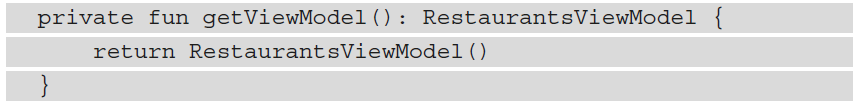 private fun getViewModel(): RestaurantsViewModel {
    return RestaurantsViewModel()
}